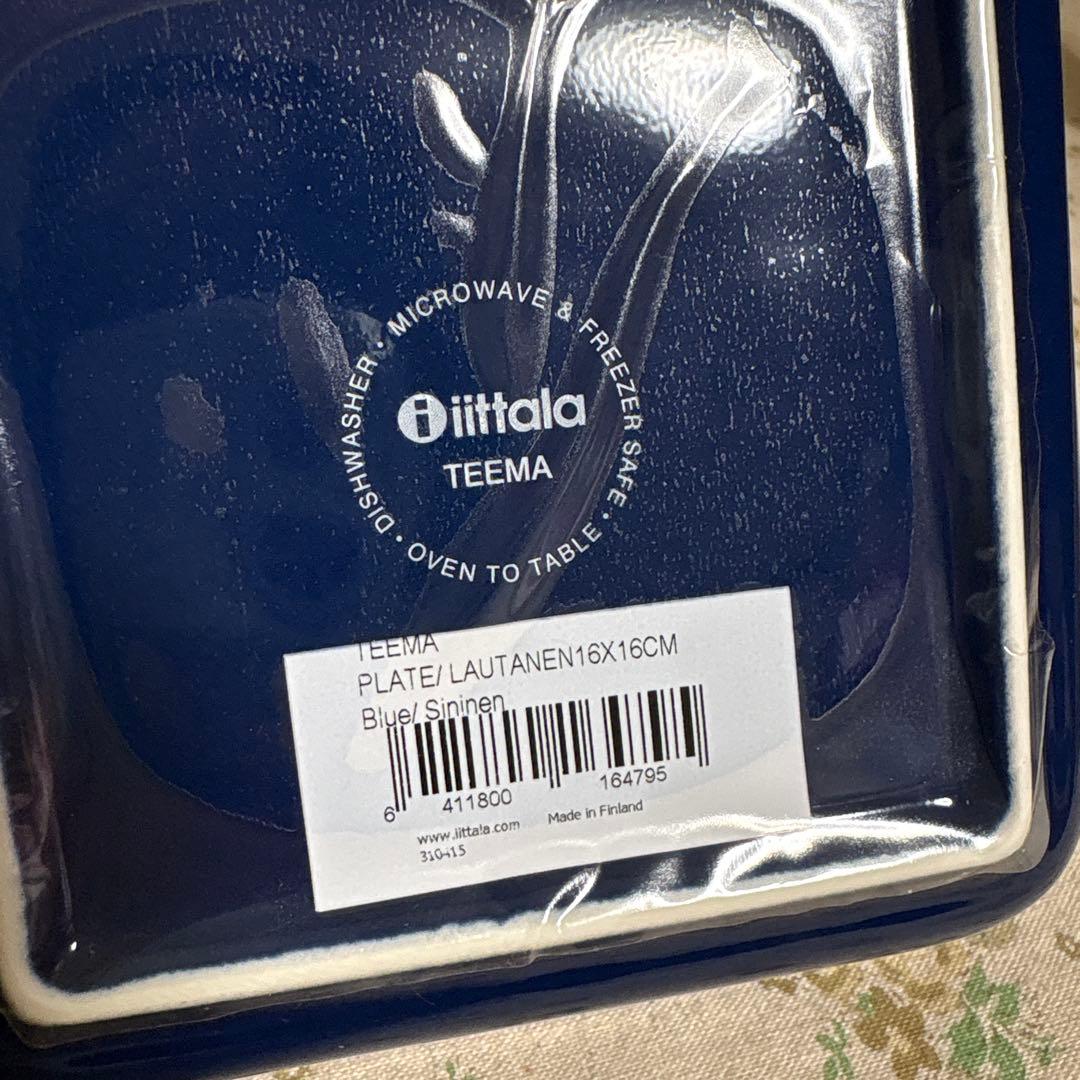 DISHWASHER · MICROWAVE & FREEZER SAFE · OVEN TO TABLE ·
iittala
TEEMA
TEEMA
PLATE/ LAUTANEN16X16CM
Blue/ Sininen
6 411800 164795
www.iittala.com Made in Finland
310415